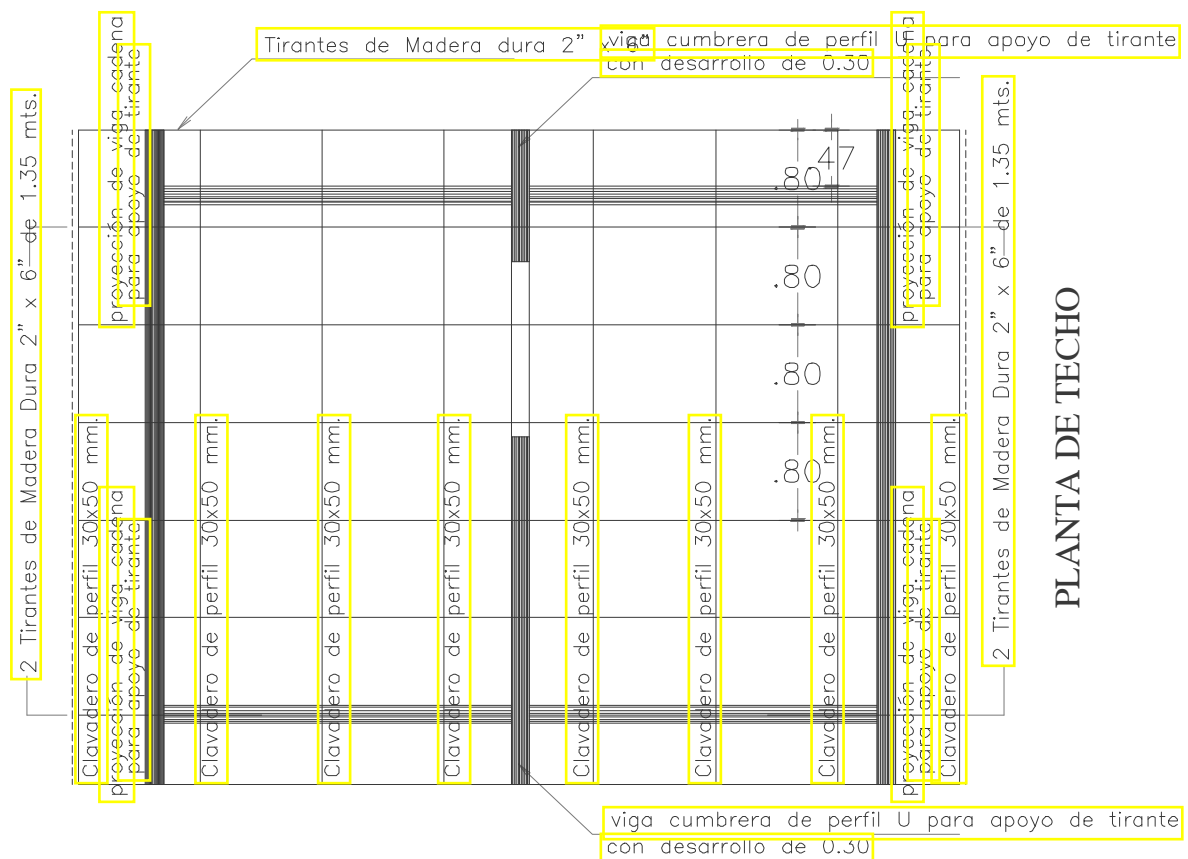 Tirantes de Madera dura 2” x 6”
viga cumbrera de perfil U para apoyo de tirante
con desarrollo de 0.30
2 Tirantes de Madera Dura 2” x 6” de 1.35 mts.
proyección de viga cadena
para apoyo de tirante
proyección de viga cadena
para apoyo de tirante
2 Tirantes de Madera Dura 2” x 6” de 1.35 mts.
.47
.80
.80
.80
.80
PLANTA DE TECHO
Clavadero de perfil 30x50 mm.
proyección de viga cadena
para apoyo de tirante
Clavadero de perfil 30x50 mm.
Clavadero de perfil 30x50 mm.
Clavadero de perfil 30x50 mm.
Clavadero de perfil 30x50 mm.
Clavadero de perfil 30x50 mm.
Clavadero de perfil 30x50 mm.
proyección de viga cadena
para apoyo de tirante
Clavadero de perfil 30x50 mm.
viga cumbrera de perfil U para apoyo de tirante
con desarrollo de 0.30